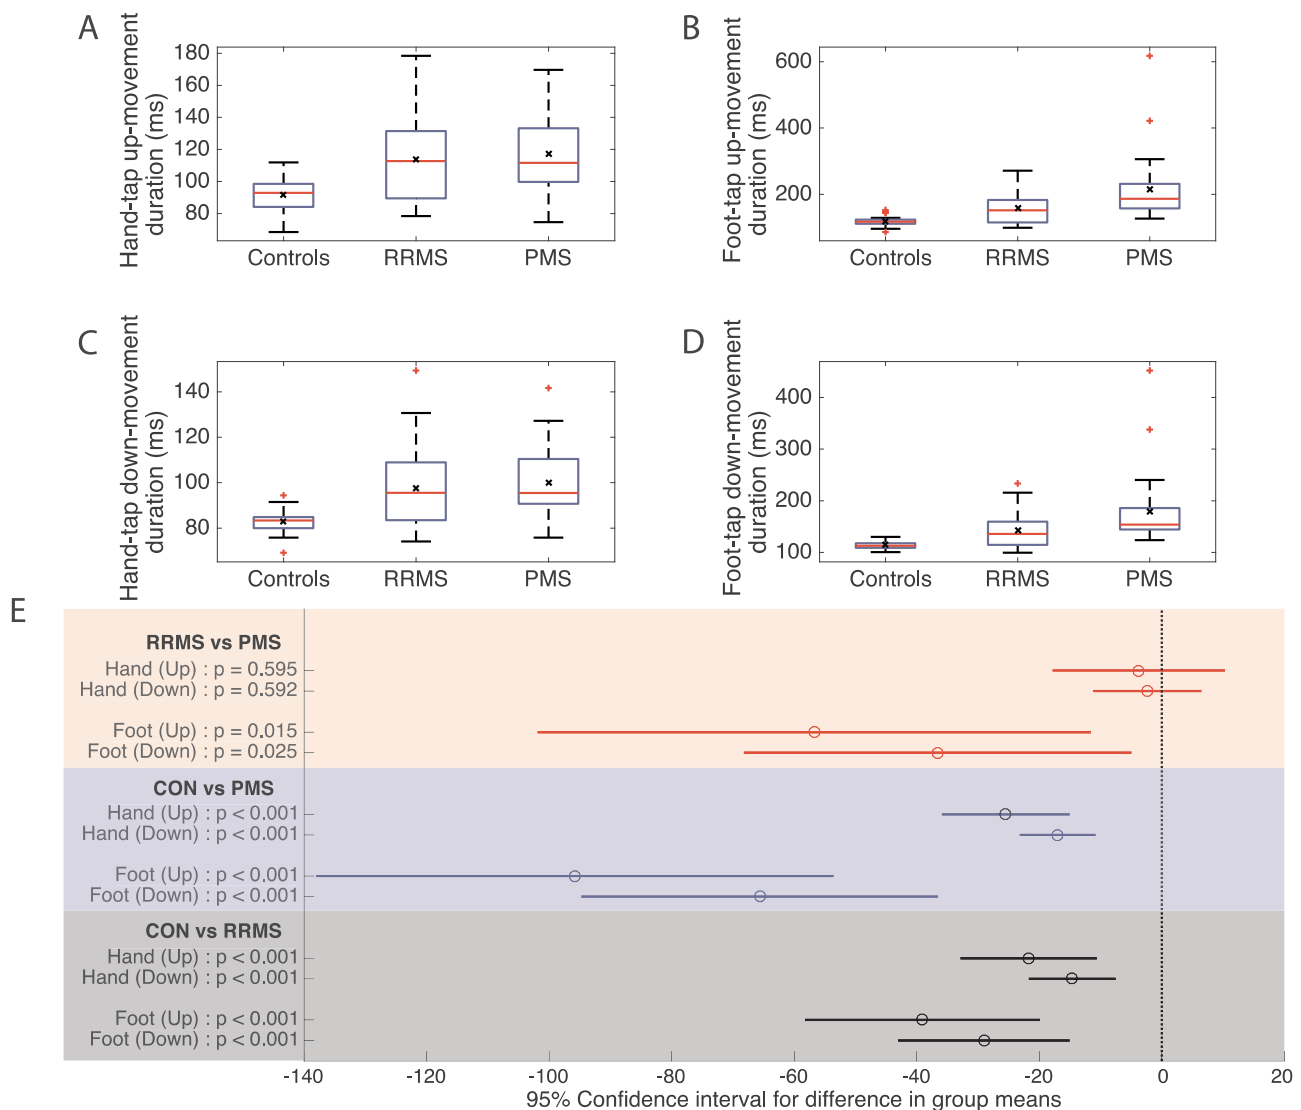 A
Hand-tap up-movement
duration (ms)
180
160
140
120
100
80
Controls
RRMS
PMS
B
Foot-tap up-movement
duration (ms)
600
400
200
Controls
RRMS
PMS
C
Hand-tap down-movement
duration (ms)
140
120
100
80
Controls
RRMS
PMS
D
Foot-tap down-movement
duration (ms)
400
300
200
100
Controls
RRMS
PMS
E
RRMS vs PMS
Hand (Up) : p = 0.595
Hand (Down) : p = 0.592
Foot (Up) : p = 0.015
Foot (Down) : p = 0.025
CON vs PMS
Hand (Up) : p < 0.001
Hand (Down) : p < 0.001
Foot (Up) : p < 0.001
Foot (Down) : p < 0.001
CON vs RRMS
Hand (Up) : p < 0.001
Hand (Down) : p < 0.001
Foot (Up) : p < 0.001
Foot (Down) : p < 0.001
-140 -120 -100 -80 -60 -40 -20 0 20
95% Confidence interval for difference in group means